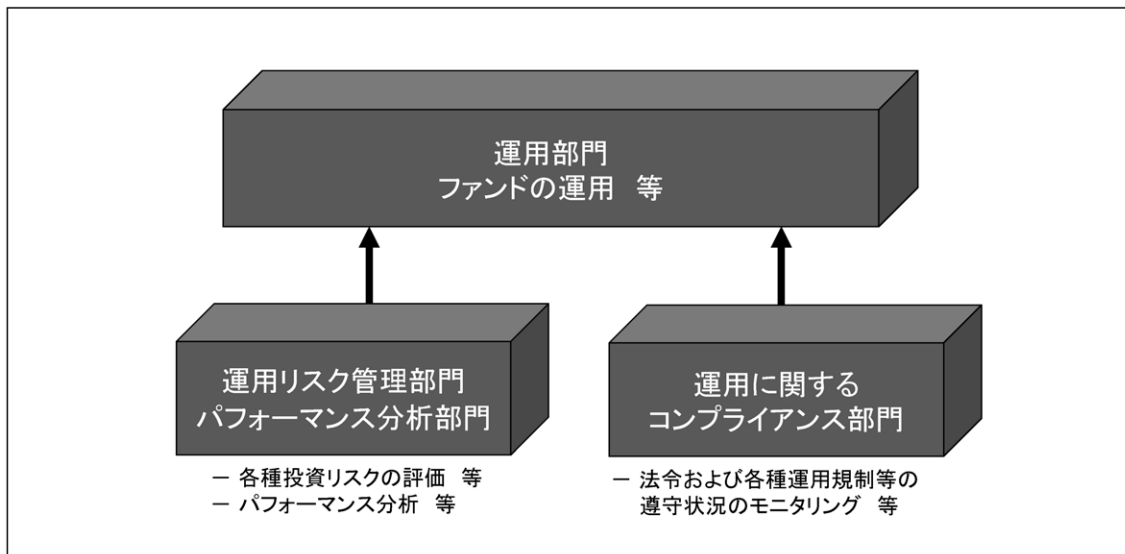 運用部門
ファンドの運用 等
運用リスク管理部門
パフォーマンス分析部門
－ 各種投資リスクの評価 等
－ パフォーマンス分析 等
運用に関する
コンプライアンス部門
－ 法令および各種運用規制等の
遵守状況のモニタリング 等